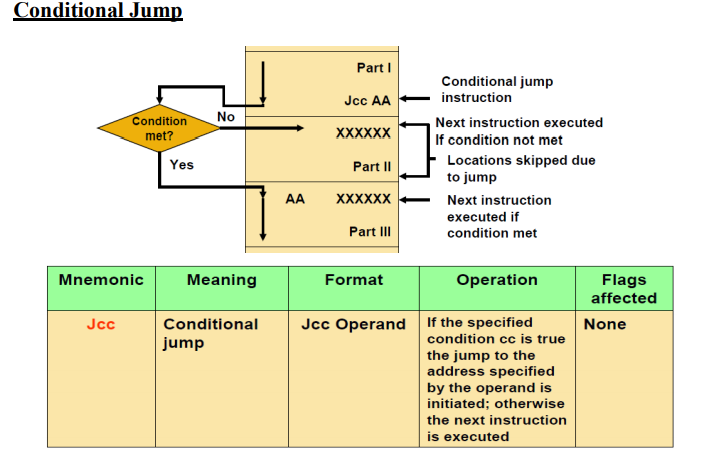 Conditional Jump
Part I
Jcc AA
Conditional jump
instruction
Condition
met?
No
Yes
XXXXXX
Part II
Next instruction executed
If condition not met
Locations skipped due
to jump
AA XXXXXX
Part III
Next instruction
executed if
condition met
Mnemonic Meaning Format Operation Flags
affected
Jcc
Conditional
jump
Jcc Operand
If the specified
condition cc is true
the jump to the
address specified
by the operand is
initiated; otherwise
the next instruction
is executed
None